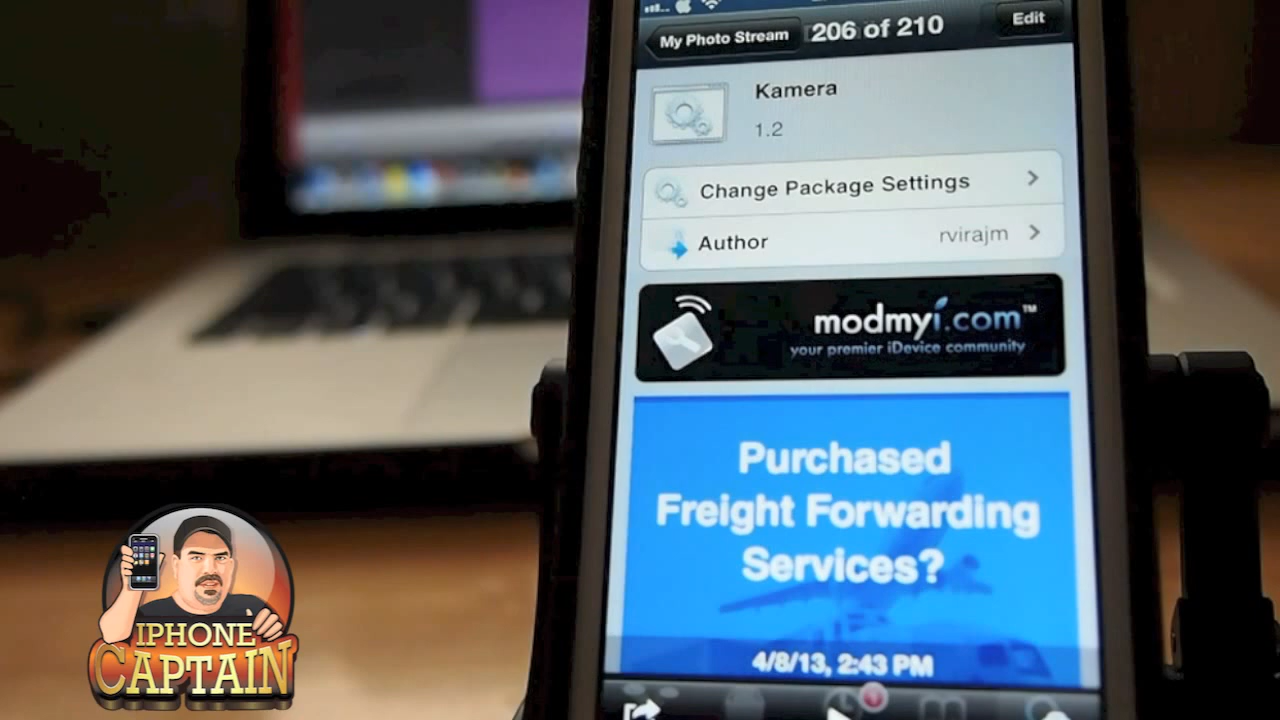 My Photo Stream
206 of 210
Edit
Kamera
1.2
Change Package Settings
Author
rvirajm
modmyi.com™
your premier iDevice community
Purchased
Freight Forwarding
Services?
4/8/13, 2:43 PM
IPHONE
CAPTAIN